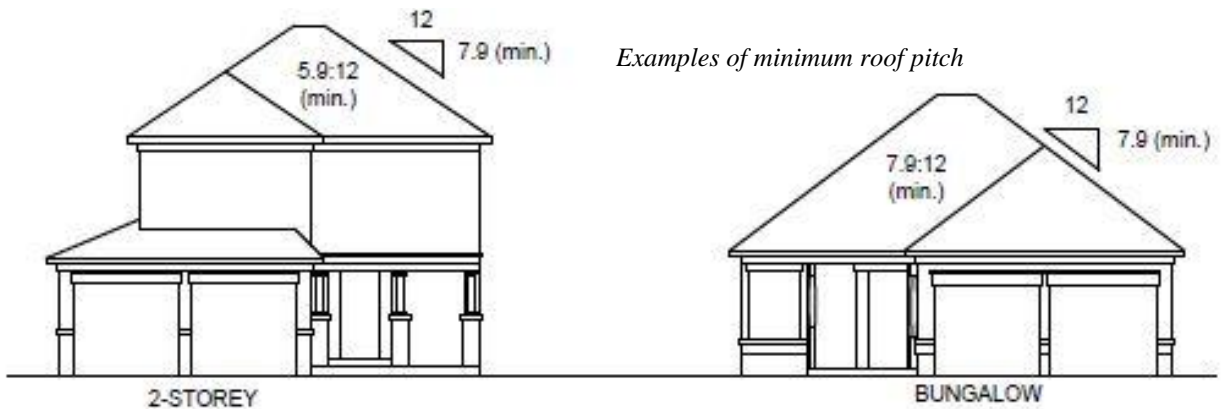 12
7.9 (min.)
5.9:12
(min.)
Examples of minimum roof pitch
12
7.9 (min.)
7.9:12
(min.)
2-STOREY
BUNGALOW